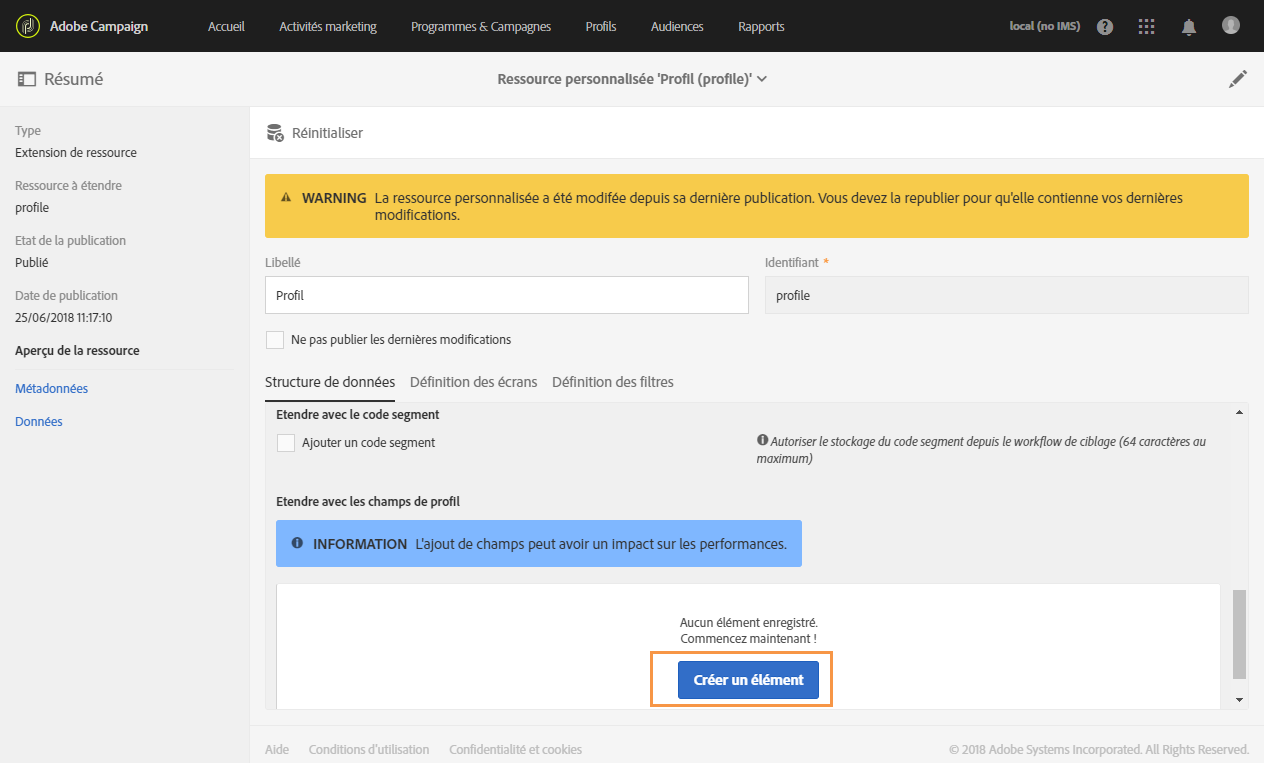 Adobe Campaign
Accueil
Activités marketing
Programmes & Campagnes
Profils
Audiences
Rapports
local (no IMS)
Résumé
Ressource personnalisée 'Profil (profile)'
Type
Extension de ressource
Ressource à étendre
profile
Etat de la publication
Publié
Date de publication
25/06/2018 11:17:10
Aperçu de la ressource
Métadonnées
Données
Réinitialiser
WARNING La ressource personnalisée a été modifée depuis sa dernière publication. Vous devez la republier pour qu'elle contienne vos dernières
modifications.
Libellé
Identifiant *
Profil
profile
Ne pas publier les dernières modifications
Structure de données
Définition des écrans
Définition des filtres
Etendre avec le code segment
Ajouter un code segment
Autoriser le stockage du code segment depuis le workflow de ciblage (64 caractères au
maximum)
Etendre avec les champs de profil
INFORMATION L'ajout de champs peut avoir un impact sur les performances.
Aucun élément enregistré.
Commencez maintenant !
Créer un élément
Aide
Conditions d'utilisation
Confidentialité et cookies
© 2018 Adobe Systems Incorporated. All Rights Reserved.